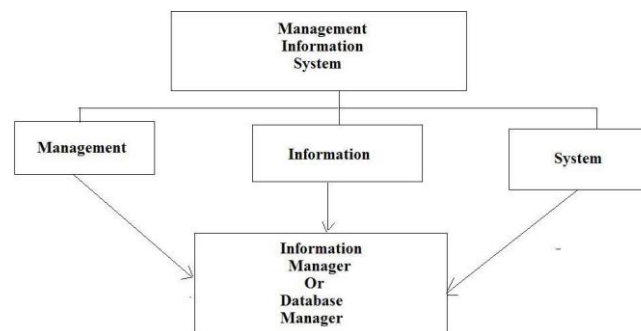 Management
Information
System
Management
Information
System
Information
Manager
Or
Database
Manager